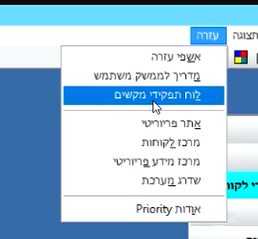 עזרה תצוגה
אשפי עזרה
מדריך לממשק משתמש
לוח תפקידי מקשים
אתר פריוריטי
מרכז לקוחות
מרכז מידע פריוריטי
שדרג מערכת
אודות Priority